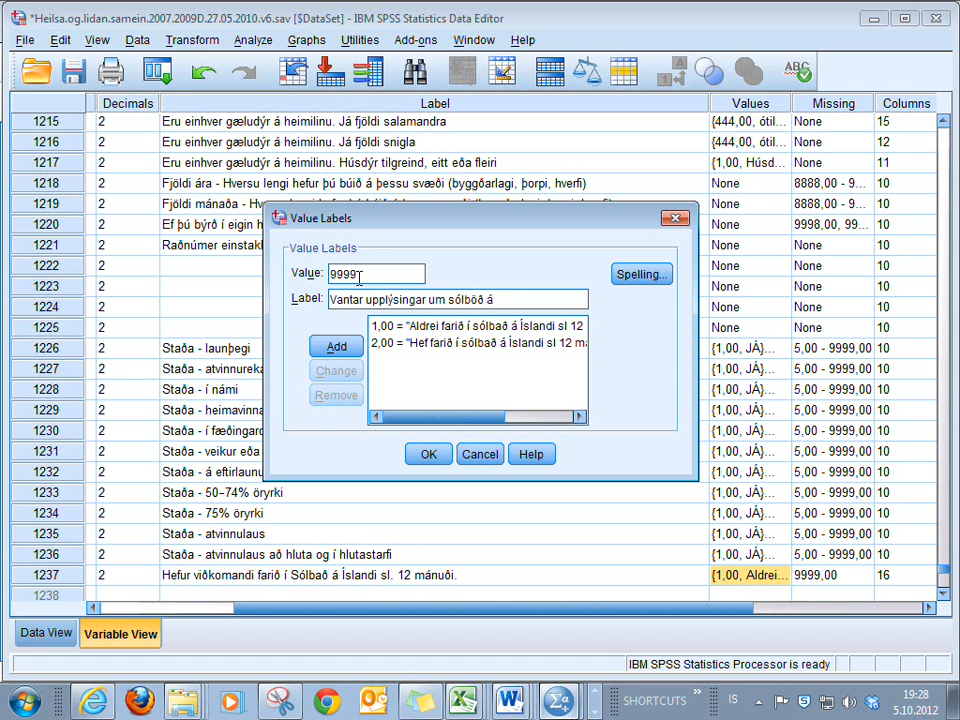 *Heilsa.og.lidan.samein.2007.2009D.27.05.2010.v6.sav [$DataSet] - IBM SPSS Statistics Data Editor
File Edit View Data Transform Analyze Graphs Utilities Add-ons Window Help
Decimals Label Values Missing Columns
1215 2 Eru einhver gæludýr á heimilinu. Já fjöldi salamandra {444,00, ótil... None 15
1216 2 Eru einhver gæludýr á heimilinu. Já fjöldi snigla {444,00, ótil... None 12
1217 2 Eru einhver gæludýr á heimilinu. Húsdýr tilgreind, eitt eða fleiri {1,00, Húsd... None 11
1218 2 Fjöldi ára - Hversu lengi hefur þú búið á þessu svæði (byggðarlagi, þorpi, hverfi) None 8888,00 - 9... 10
1219 2 Fjöldi mánaða - H None 8888,00 - 9... 10
1220 2 Ef þú býrð í eigin h None 9998,00, 99... 10
1221 2 Raðnúmer einstakl None None 10
1222 2 None None 10
1223 2 None None 10
1224 2 None None 10
1225 2 None None 10
1226 2 Staða - launþegi {1,00, JÁ}... 5,00 - 9999,00 10
1227 2 Staða - atvinnureka {1,00, JÁ}... 5,00 - 9999,00 10
1228 2 Staða - í námi {1,00, JÁ}... 5,00 - 9999,00 10
1229 2 Staða - heimavinna {1,00, JÁ}... 5,00 - 9999,00 10
1230 2 Staða - í fæðingaro {1,00, JÁ}... 5,00 - 9999,00 10
1231 2 Staða - veikur eða {1,00, JÁ}... 5,00 - 9999,00 10
1232 2 Staða - á eftirlaunu {1,00, JÁ}... 5,00 - 9999,00 10
1233 2 Staða - 50-74% öryrki {1,00, JÁ}... 5,00 - 9999,00 10
1234 2 Staða - 75% öryrki {1,00, JÁ}... 5,00 - 9999,00 10
1235 2 Staða - atvinnulaus {1,00, JÁ}... 5,00 - 9999,00 10
1236 2 Staða - atvinnulaus að hluta og í hlutastarfi {1,00, JÁ}... 5,00 - 9999,00 10
1237 2 Hefur viðkomandi farið í Sólbað á Íslandi sl. 12 mánuði. {1,00, Aldrei... 9999,00 16
1238
Value Labels
Value Labels
Value: 9999
Spelling...
Label: Vantar upplýsingar um sólböð á
1,00 = "Aldrei farið í sólbað á Íslandi sl 12
2,00 = "Hef farið í sólbað á Íslandi sl 12 má
Add
Change
Remove
OK Cancel Help
Data View Variable View
IBM SPSS Statistics Processor is ready
SHORTCUTS » IS
19:28
5.10.2012